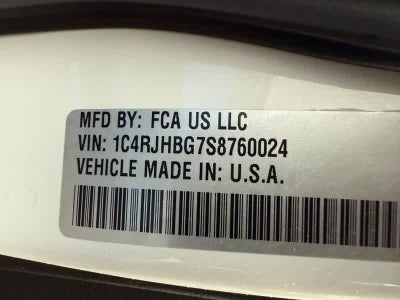 MFD BY: FCA US LLC
VIN: 1C4RJHBG7S8760024
VEHICLE MADE IN: U.S.A.